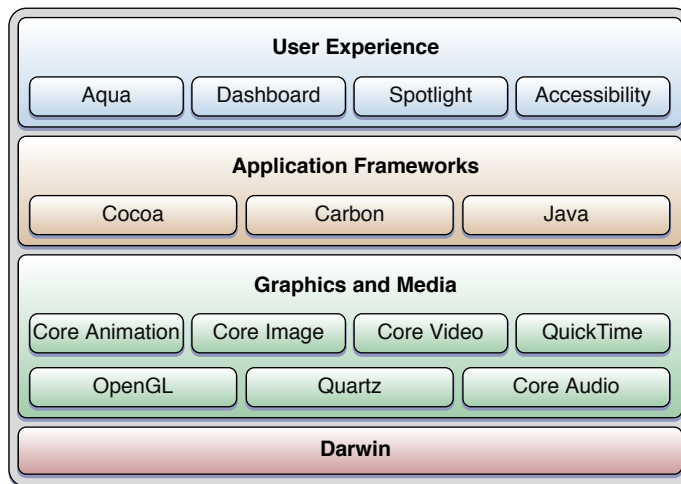 User Experience
Aqua Dashboard Spotlight Accessibility
Application Frameworks
Cocoa Carbon Java
Graphics and Media
Core Animation Core Image Core Video QuickTime
OpenGL Quartz Core Audio
Darwin